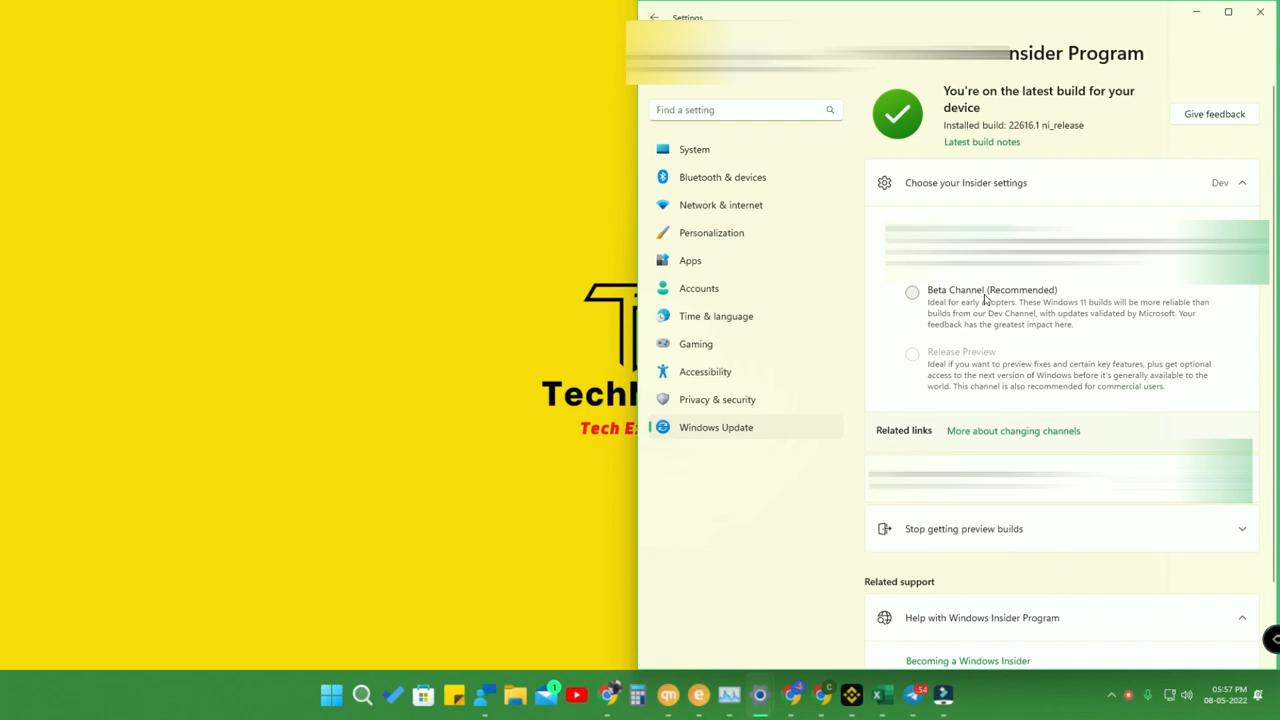 Settings
nsider Program
Find a setting
You're on the latest build for your
device
Installed build: 22616.1 ni_release
Latest build notes
Give feedback
System
Bluetooth & devices
Network & internet
Personalization
Apps
Accounts
Time & language
Gaming
Accessibility
Privacy & security
Windows Update
Choose your Insider settings
Dev
Beta Channel (Recommended)
Ideal for early adopters. These Windows 11 builds will be more reliable than
builds from our Dev Channel, with updates validated by Microsoft. Your
feedback has the greatest impact here.
Release Preview
Ideal if you want to preview fixes and certain key features, plus get optional
access to the next version of Windows before it's generally available to the
world. This channel is also recommended for commercial users.
Related links
More about changing channels
Stop getting preview builds
Related support
Help with Windows Insider Program
Becoming a Windows Insider
Tech
Tech E
1
54
05:57 PM
08-05-2022